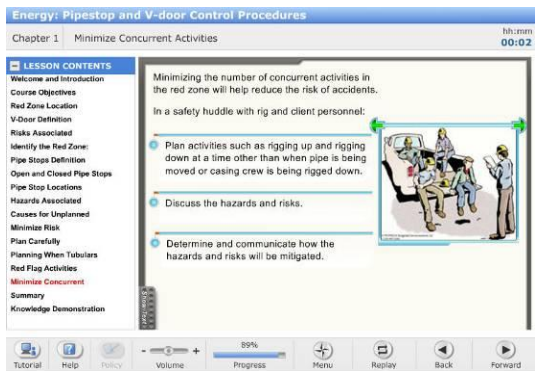 Energy: Pipestop and V-door Control Procedures
Chapter 1 Minimize Concurrent Activities
hh:mm
00:02
LESSON CONTENTS
Welcome and Introduction
Course Objectives
Red Zone Location
V-Door Definition
Risks Associated
Identify the Red Zone:
Pipe Stops Definition
Open and Closed Pipe Stops
Pipe Stop Locations
Hazards Associated
Causes for Unplanned
Minimize Risk
Plan Carefully
Planning When Tubulars
Red Flag Activities
Minimize Concurrent
Summary
Knowledge Demonstration
Minimizing the number of concurrent activities in
the red zone will help reduce the risk of accidents.
In a safety huddle with rig and client personnel:
Plan activities such as rigging up and rigging
down at a time other than when pipe is being
moved or casing crew is being rigged down.
Discuss the hazards and risks.
Determine and communicate how the
hazards and risks will be mitigated.
Show Text
89%
Tutorial Help Policy Volume Progress Menu Replay Back Forward